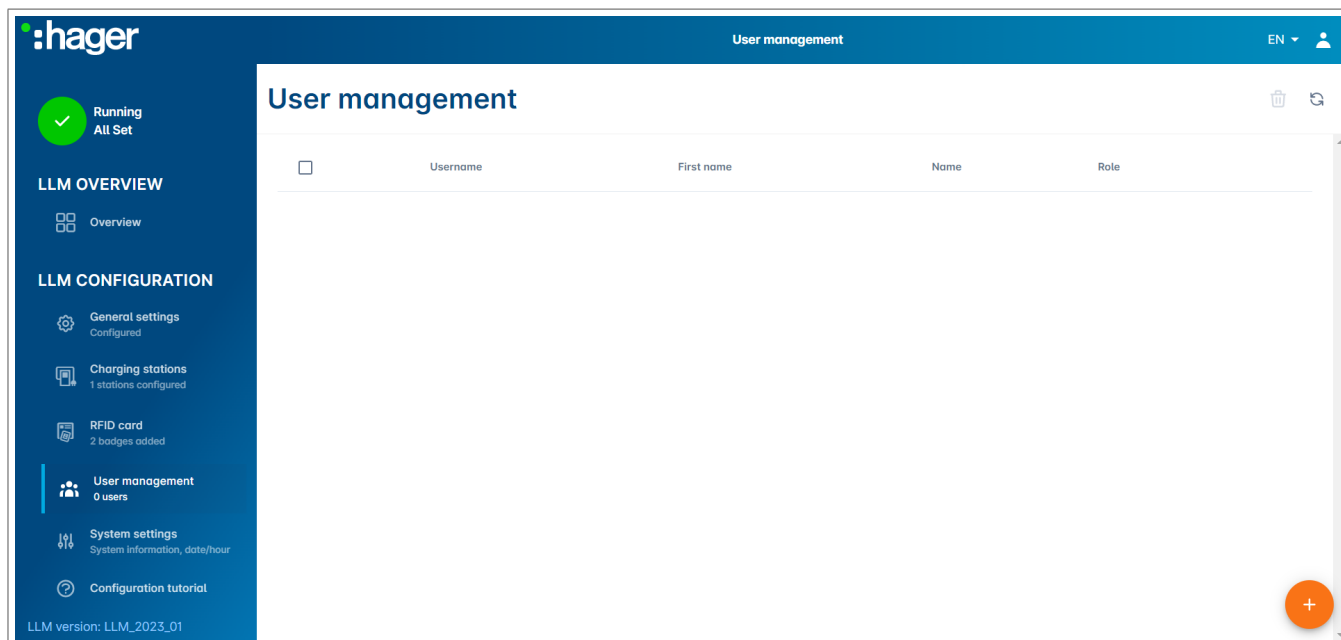 :hager
User management
EN
Running
All Set
LLM OVERVIEW
Overview
LLM CONFIGURATION
General settings
Configured
Charging stations
1 stations configured
RFID card
2 badges added
User management
0 users
System settings
System information, date/hour
Configuration tutorial
LLM version: LLM_2023_01
User management
Username First name Name Role
+